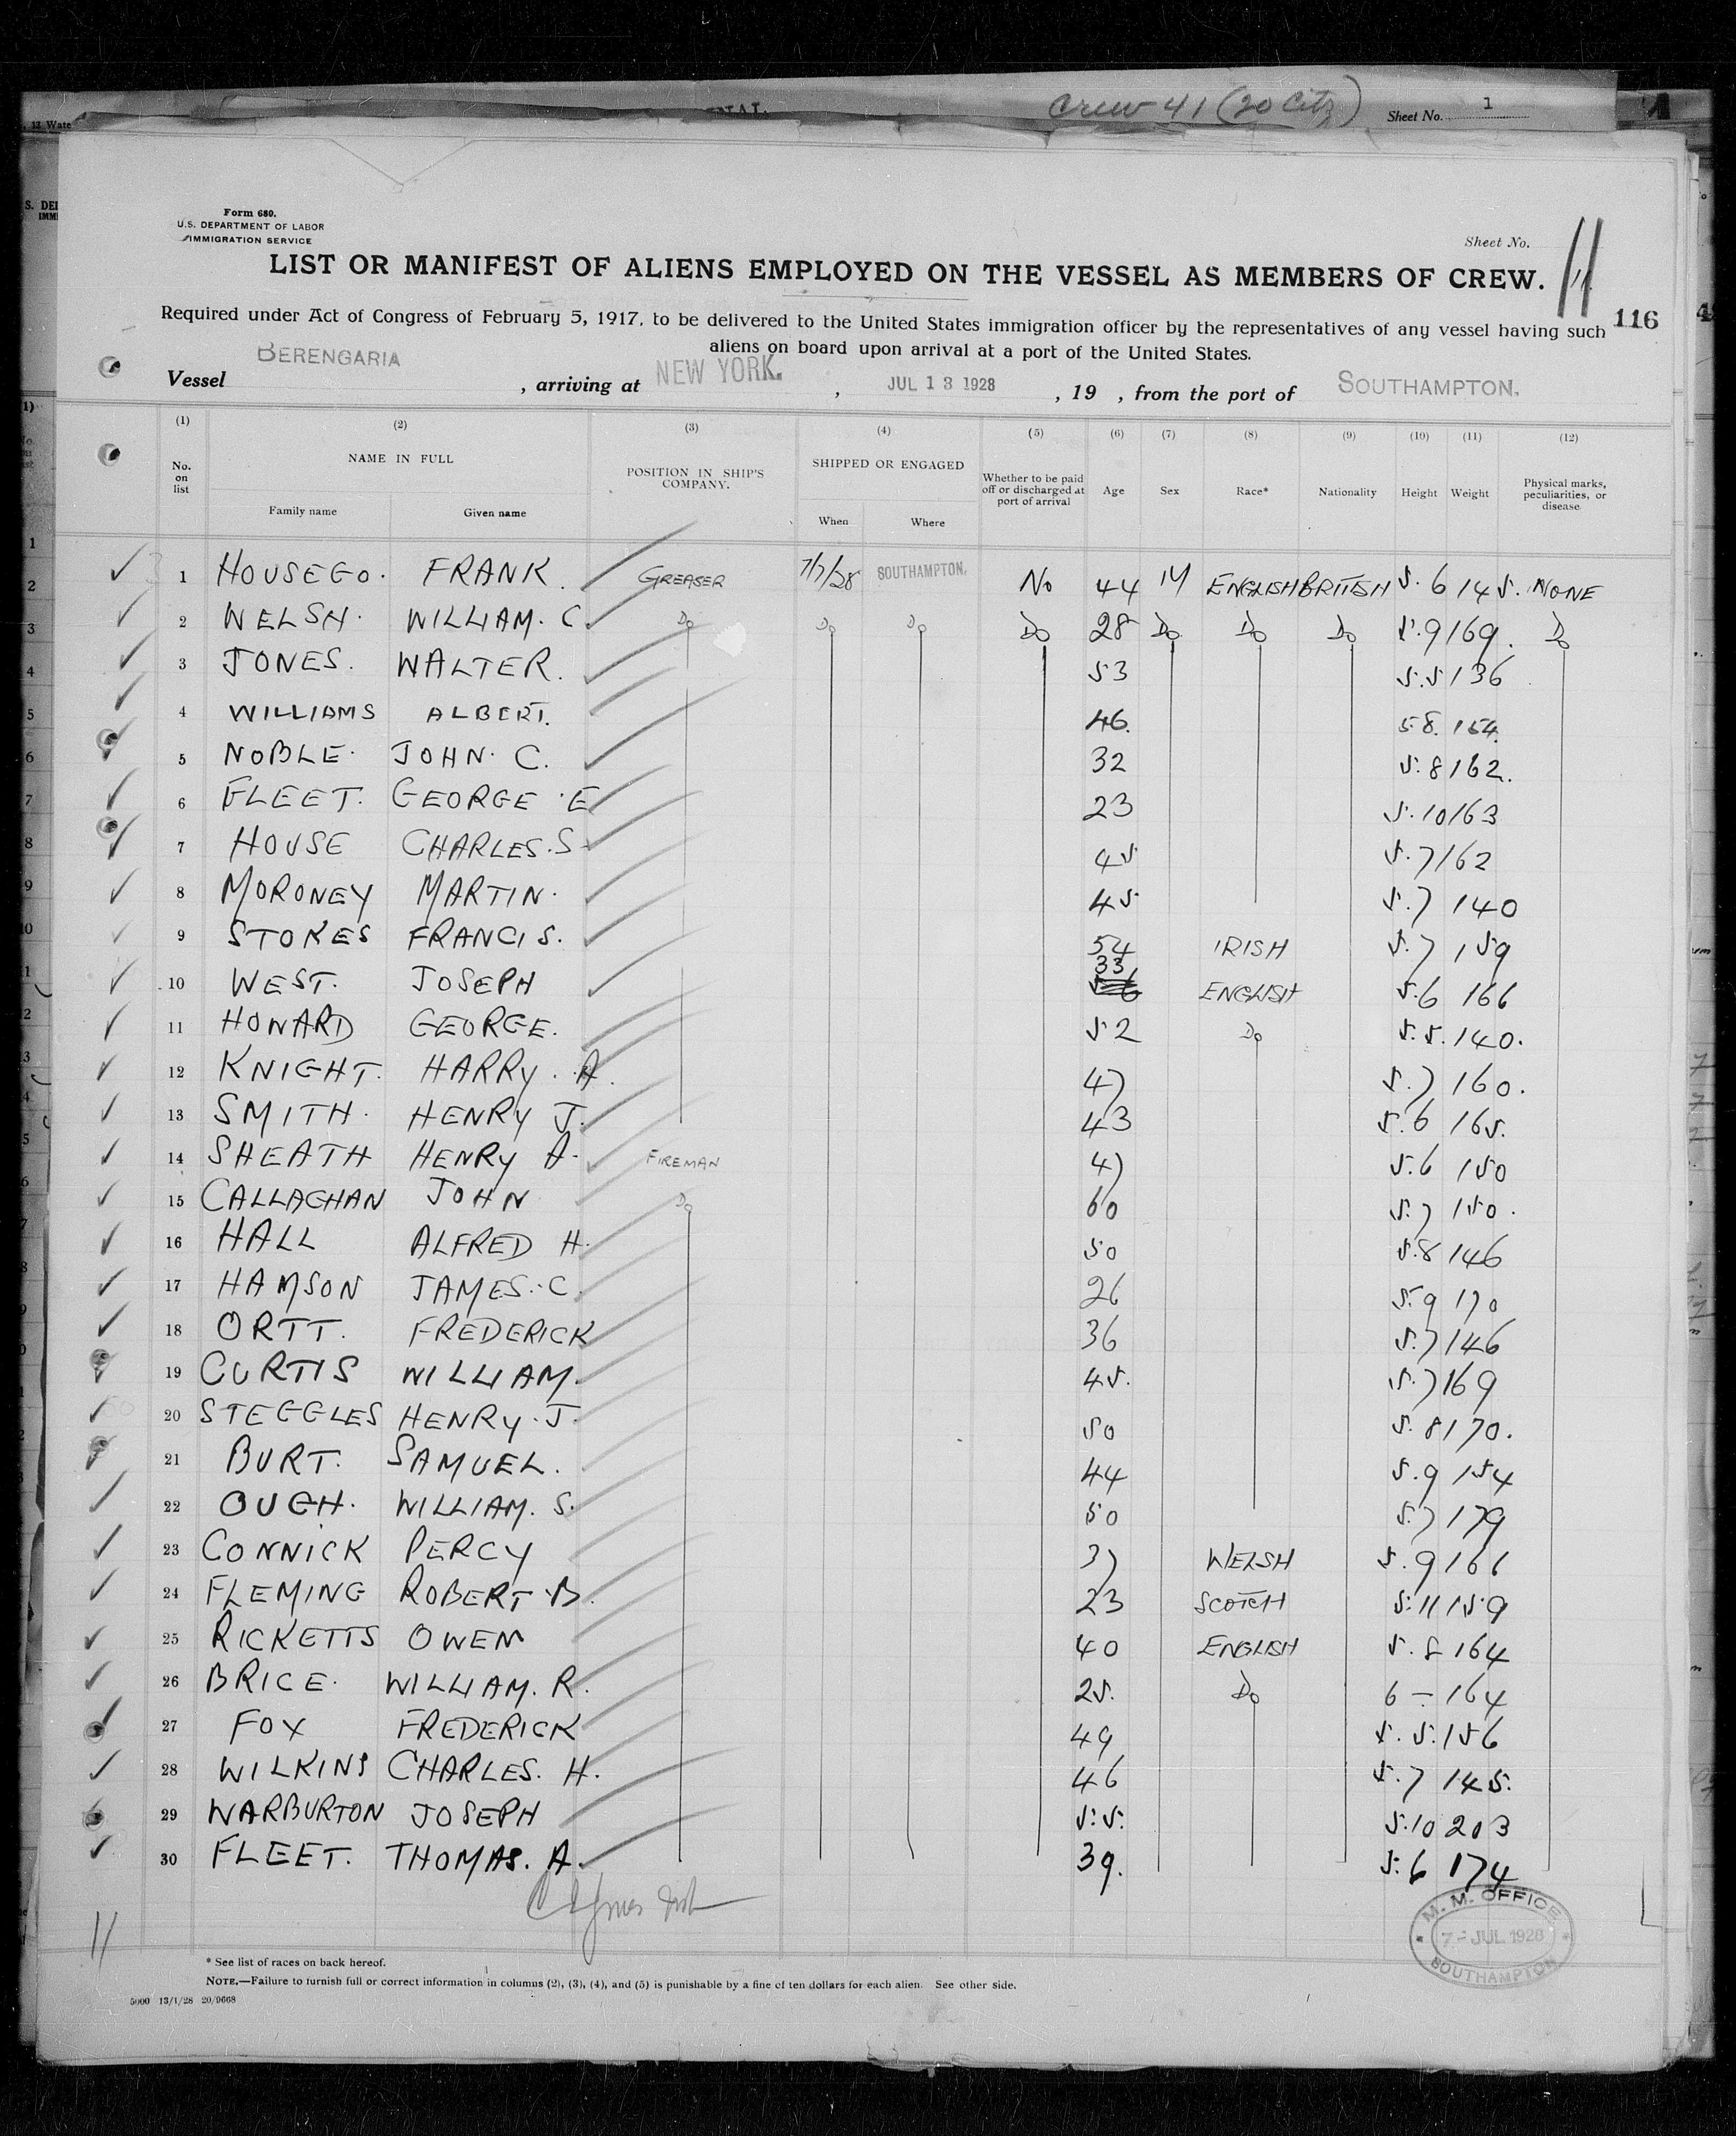 Crew 41 (20 Citz)
Sheet No. 1
Form 680.
U.S. DEPARTMENT OF LABOR
IMMIGRATION SERVICE
Sheet No. 11
LIST OR MANIFEST OF ALIENS EMPLOYED ON THE VESSEL AS MEMBERS OF CREW.
116
Required under Act of Congress of February 5, 1917, to be delivered to the United States immigration officer by the representatives of any vessel having such
aliens on board upon arrival at a port of the United States.
Vessel BERENGARIA, arriving at NEW YORK., JUL 13 1928, 19 , from the port of SOUTHAMPTON.
(1) (2) (3) (4) (5) (6) (7) (8) (9) (10) (11) (12)
No. on list NAME IN FULL POSITION IN SHIP'S COMPANY. SHIPPED OR ENGAGED Whether to be paid off or discharged at port of arrival Age Sex Race* Nationality Height Weight Physical marks, peculiarities, or disease
Family name Given name When Where
1 HOUSEGO. FRANK. GREASER 7/7/28 SOUTHAMPTON. No 44 M ENGLISH BRITISH 5.6 145. NONE
2 WELSH. WILLIAM. C. Do Do Do Do 28 Do Do Do 5.9 169. Do
3 JONES. WALTER. 53 5.5 136
4 WILLIAMS ALBERT. 46. 5 8. 154.
5 NOBLE. JOHN. C. 32 5.8 162.
6 FLEET. GEORGE E 23 5.10 163
7 HOUSE CHARLES. S 45 5.7 162
8 MORONEY MARTIN. 45 5.7 140
9 STOKES FRANCIS. 54 IRISH 5.7 159
10 WEST. JOSEPH 33 56 ENGLISH 5.6 166
11 HOWARD GEORGE. 52 Do 5.5. 140.
12 KNIGHT. HARRY. A. 47 5.7 160.
13 SMITH. HENRY J. 43 5.6 165.
14 SHEATH HENRY A. FIREMAN 47 5.6 150
15 CALLAGHAN JOHN Do 60 5.7 150.
16 HALL ALFRED H. 50 5.8 146
17 HAMSON JAMES. C. 26 5.9 170
18 ORTT. FREDERICK 36 5.7 146
19 CURTIS WILLIAM. 45. 5.7 169
20 STEGGLES HENRY. J. 50 5.8 170.
21 BURT. SAMUEL. 44 5.9 154
22 OUGH. WILLIAM. S. 50 5.7 179
23 CONNICK PERCY 37 WELSH 5.9 166
24 FLEMING ROBERT B. 23 SCOTCH 5.11 159
25 RICKETTS OWEN 40 ENGLISH 5.8 164
26 BRICE. WILLIAM. R. 25. Do 6 - 164
27 FOX FREDERICK 49 5.5. 156
28 WILKINS CHARLES. H. 46 5.7 145.
29 WARBURTON JOSEPH 55. 5.10 203
30 FLEET. THOMAS. A. 39. 5.6 174
11
M. M. OFFICE
7 - JUL 1928
SOUTHAMPTON
* See list of races on back hereof.
NOTE.—Failure to furnish full or correct information in columns (2), (3), (4), and (5) is punishable by a fine of ten dollars for each alien. See other side.
5000 13/1/28 20/9668